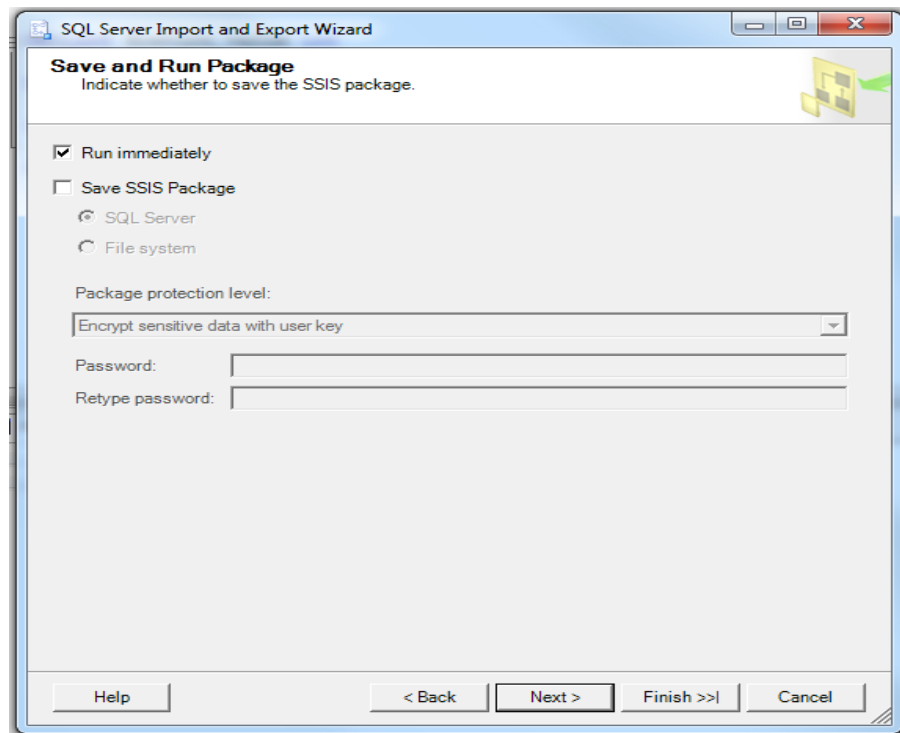 SQL Server Import and Export Wizard
Save and Run Package
Indicate whether to save the SSIS package.
Run immediately
Save SSIS Package
SQL Server
File system
Package protection level:
Encrypt sensitive data with user key
Password:
Retype password:
Help
< Back
Next >
Finish >>|
Cancel